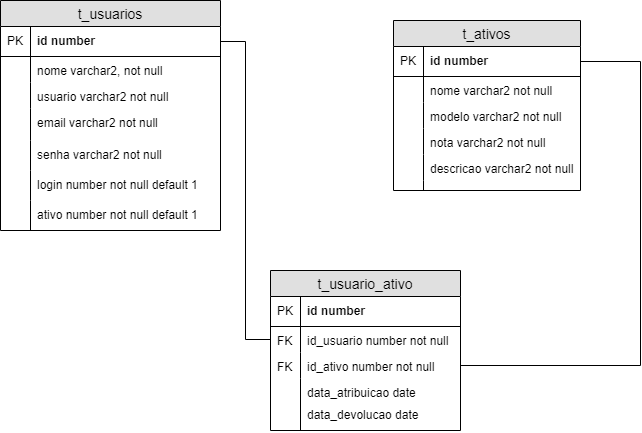 t_usuarios
PK id number
nome varchar2, not null
usuario varchar2 not null
email varchar2 not null
senha varchar2 not null
login number not null default 1
ativo number not null default 1
t_ativos
PK id number
nome varchar2 not null
modelo varchar2 not null
nota varchar2 not null
descricao varchar2 not null
t_usuario_ativo
PK id number
FK id_usuario number not null
FK id_ativo number not null
data_atribuicao date
data_devolucao date